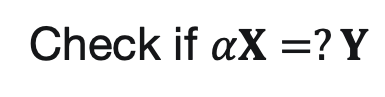 Check if αX =? Y